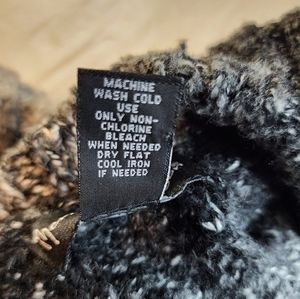 MACHINE
WASH COLD
USE
ONLY NON-
CHLORINE
BLEACH
WHEN NEEDED
DRY FLAT
COOL IRON
IF NEEDED